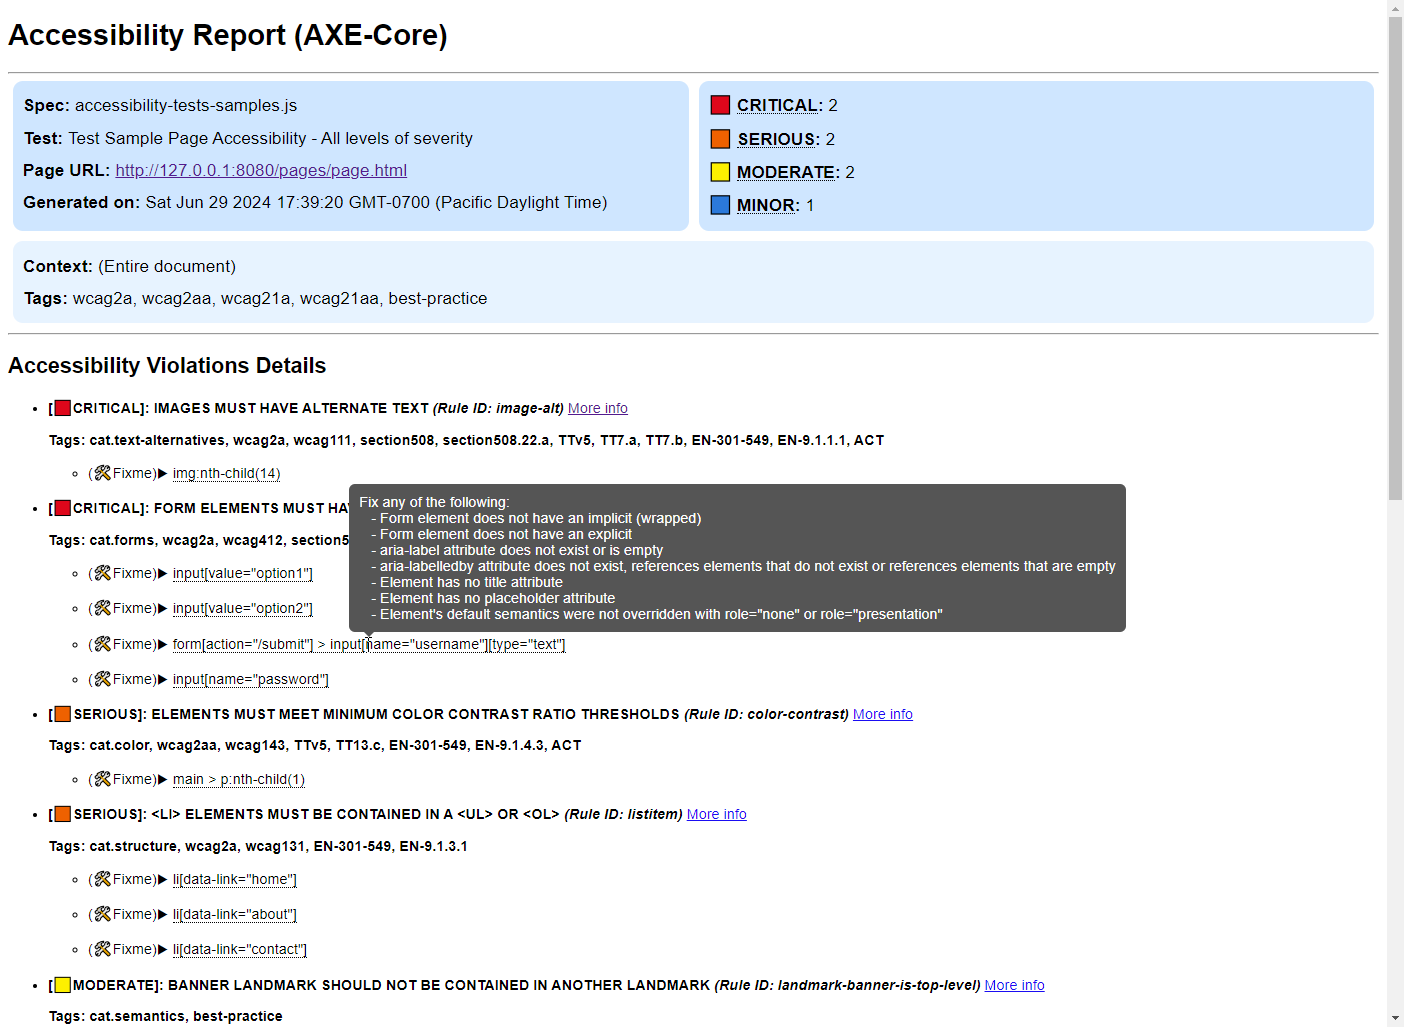 Accessibility Report (AXE-Core)
Spec: accessibility-tests-samples.js
Test: Test Sample Page Accessibility - All levels of severity
Page URL: http://127.0.0.1:8080/pages/page.html
Generated on: Sat Jun 29 2024 17:39:20 GMT-0700 (Pacific Daylight Time)
CRITICAL: 2
SERIOUS: 2
MODERATE: 2
MINOR: 1
Context: (Entire document)
Tags: wcag2a, wcag2aa, wcag21a, wcag21aa, best-practice
Accessibility Violations Details
[CRITICAL]: IMAGES MUST HAVE ALTERNATE TEXT (Rule ID: image-alt) More info
Tags: cat.text-alternatives, wcag2a, wcag111, section508, section508.22.a, TTv5, TT7.a, TT7.b, EN-301-549, EN-9.1.1.1, ACT
(Fixme) img:nth-child(14)
[CRITICAL]: FORM ELEMENTS MUST HA
Tags: cat.forms, wcag2a, wcag412, section5
Fix any of the following:
- Form element does not have an implicit (wrapped)
- Form element does not have an explicit
- aria-label attribute does not exist or is empty
- aria-labelledby attribute does not exist, references elements that do not exist or references elements that are empty
- Element has no title attribute
- Element has no placeholder attribute
- Element's default semantics were not overridden with role="none" or role="presentation"
(Fixme) input[value="option1"]
(Fixme) input[value="option2"]
(Fixme) form[action="/submit"] > input[name="username"][type="text"]
(Fixme) input[name="password"]
[SERIOUS]: ELEMENTS MUST MEET MINIMUM COLOR CONTRAST RATIO THRESHOLDS (Rule ID: color-contrast) More info
Tags: cat.color, wcag2aa, wcag143, TTv5, TT13.c, EN-301-549, EN-9.1.4.3, ACT
(Fixme) main > p:nth-child(1)
[SERIOUS]: <LI> ELEMENTS MUST BE CONTAINED IN A <UL> OR <OL> (Rule ID: listitem) More info
Tags: cat.structure, wcag2a, wcag131, EN-301-549, EN-9.1.3.1
(Fixme) li[data-link="home"]
(Fixme) li[data-link="about"]
(Fixme) li[data-link="contact"]
[MODERATE]: BANNER LANDMARK SHOULD NOT BE CONTAINED IN ANOTHER LANDMARK (Rule ID: landmark-banner-is-top-level) More info
Tags: cat.semantics, best-practice